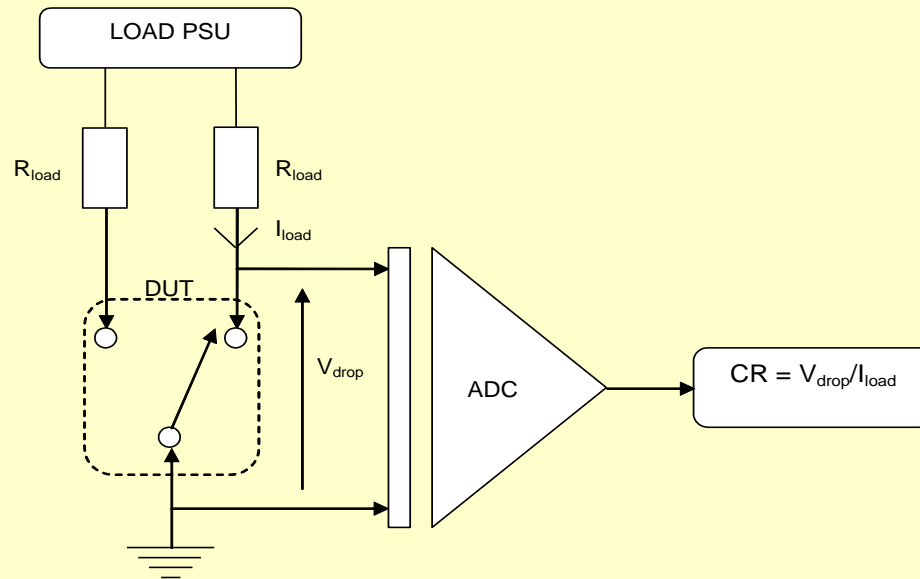 LOAD PSU
Rload
Rload
Iload
DUT
Vdrop
ADC
CR = Vdrop/Iload